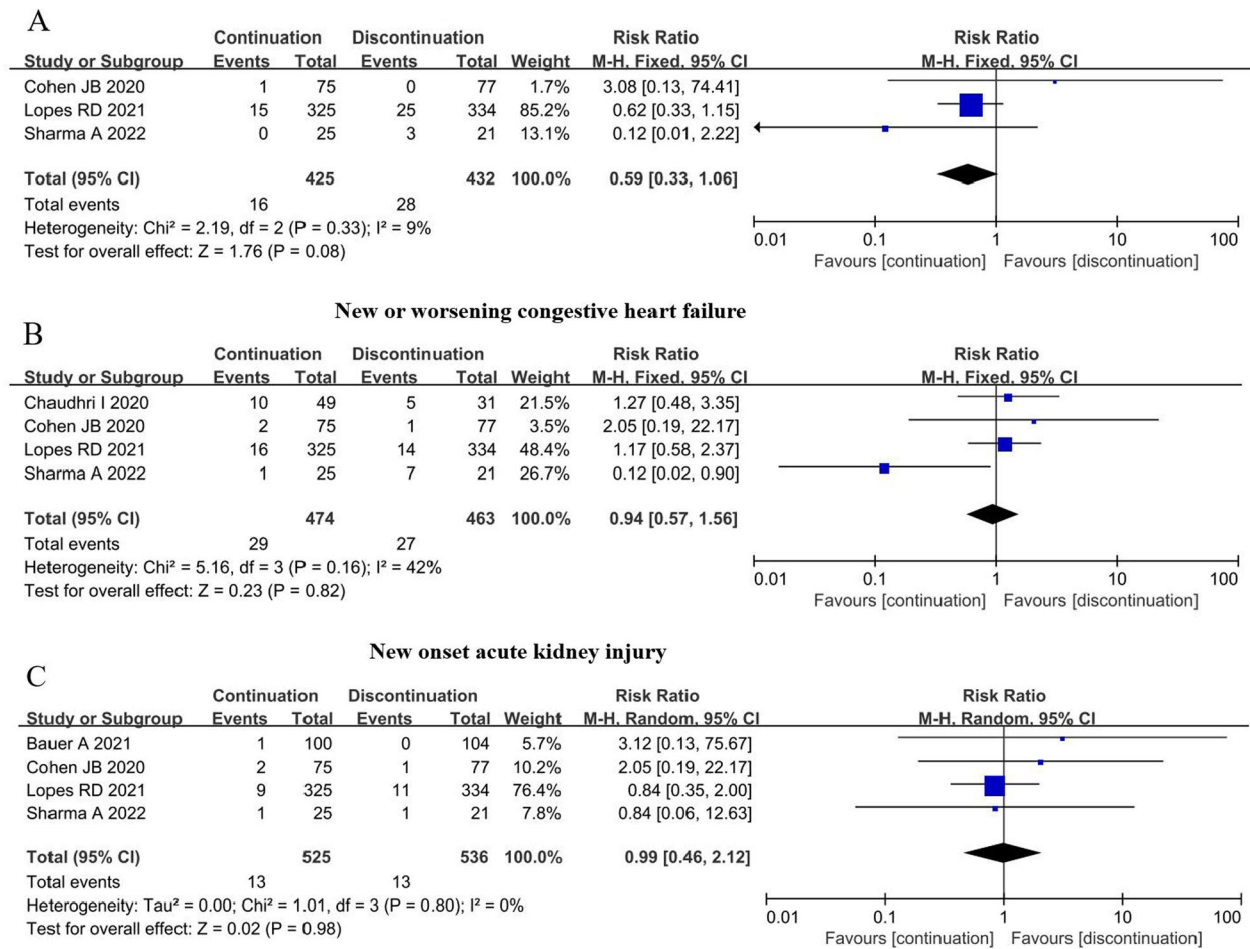 A
Continuation Discontinuation Risk Ratio Risk Ratio
Study or Subgroup Events Total Events Total Weight M-H, Fixed, 95% CI M-H, Fixed, 95% CI
Cohen JB 2020 1 75 0 77 1.7% 3.08 [0.13, 74.41]
Lopes RD 2021 15 325 25 334 85.2% 0.62 [0.33, 1.15]
Sharma A 2022 0 25 3 21 13.1% 0.12 [0.01, 2.22]
Total (95% CI) 425 432 100.0% 0.59 [0.33, 1.06]
Total events 16 28
Heterogeneity: Chi² = 2.19, df = 2 (P = 0.33); I² = 9%
Test for overall effect: Z = 1.76 (P = 0.08)
0.01 0.1 1 10 100
Favours [continuation] Favours [discontinuation]
New or worsening congestive heart failure
B
Continuation Discontinuation Risk Ratio Risk Ratio
Study or Subgroup Events Total Events Total Weight M-H, Fixed, 95% CI M-H, Fixed, 95% CI
Chaudhri I 2020 10 49 5 31 21.5% 1.27 [0.48, 3.35]
Cohen JB 2020 2 75 1 77 3.5% 2.05 [0.19, 22.17]
Lopes RD 2021 16 325 14 334 48.4% 1.17 [0.58, 2.37]
Sharma A 2022 1 25 7 21 26.7% 0.12 [0.02, 0.90]
Total (95% CI) 474 463 100.0% 0.94 [0.57, 1.56]
Total events 29 27
Heterogeneity: Chi² = 5.16, df = 3 (P = 0.16); I² = 42%
Test for overall effect: Z = 0.23 (P = 0.82)
0.01 0.1 1 10 100
Favours [continuation] Favours [discontinuation]
New onset acute kidney injury
C
Continuation Discontinuation Risk Ratio Risk Ratio
Study or Subgroup Events Total Events Total Weight M-H, Random, 95% CI M-H, Random, 95% CI
Bauer A 2021 1 100 0 104 5.7% 3.12 [0.13, 75.67]
Cohen JB 2020 2 75 1 77 10.2% 2.05 [0.19, 22.17]
Lopes RD 2021 9 325 11 334 76.4% 0.84 [0.35, 2.00]
Sharma A 2022 1 25 1 21 7.8% 0.84 [0.06, 12.63]
Total (95% CI) 525 536 100.0% 0.99 [0.46, 2.12]
Total events 13 13
Heterogeneity: Tau² = 0.00; Chi² = 1.01, df = 3 (P = 0.80); I² = 0%
Test for overall effect: Z = 0.02 (P = 0.98)
0.01 0.1 1 10 100
Favours [continuation] Favours [discontinuation]